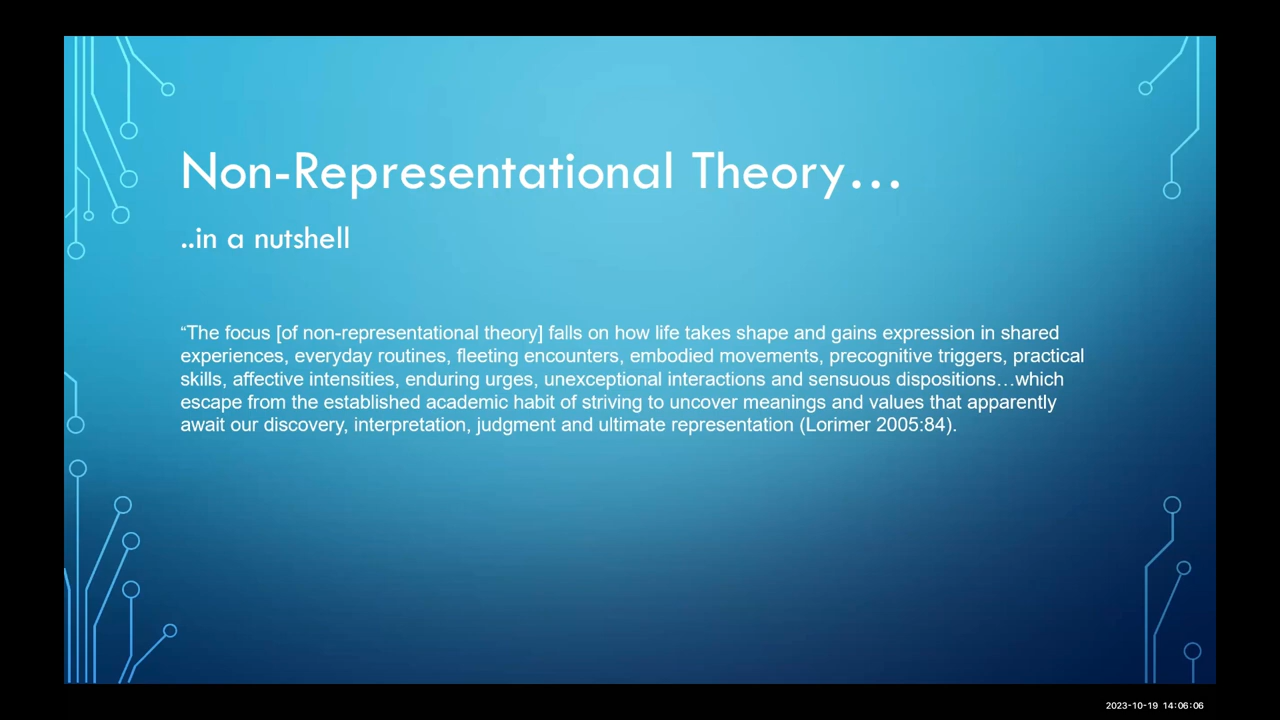 Non-Representational Theory…
..in a nutshell
“The focus [of non-representational theory] falls on how life takes shape and gains expression in shared
experiences, everyday routines, fleeting encounters, embodied movements, precognitive triggers, practical
skills, affective intensities, enduring urges, unexceptional interactions and sensuous dispositions…which
escape from the established academic habit of striving to uncover meanings and values that apparently
await our discovery, interpretation, judgment and ultimate representation (Lorimer 2005:84).
2023-10-19 14:06:06